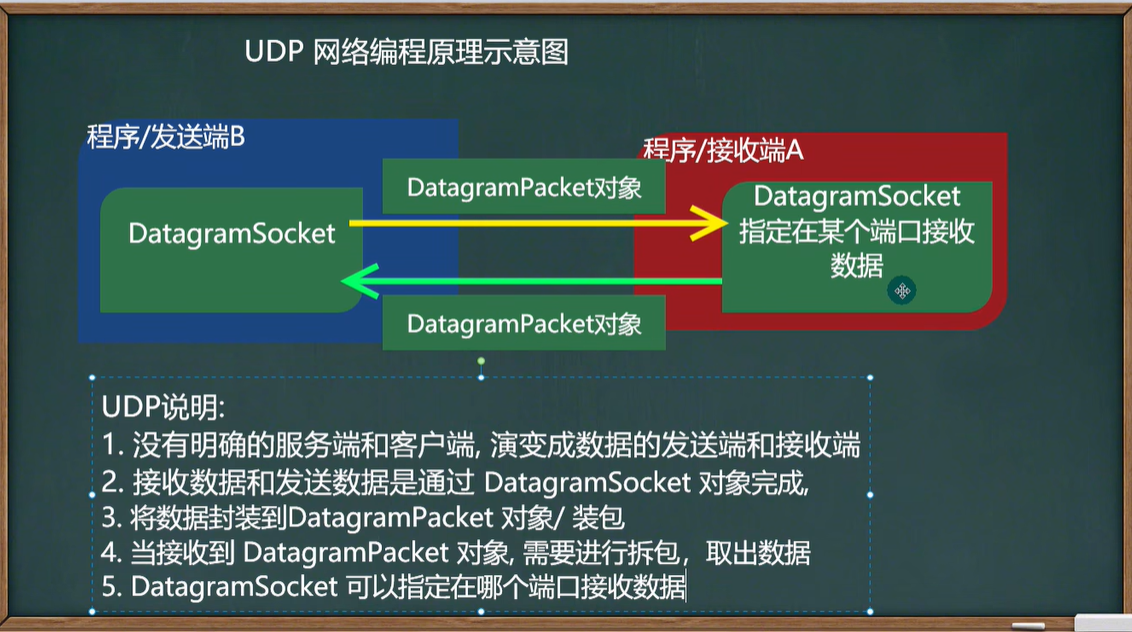 UDP 网络编程原理示意图
程序/发送端B
程序/接收端A
DatagramPacket对象
DatagramSocket
DatagramSocket
指定在某个端口接收
数据
DatagramPacket对象
UDP说明:
1. 没有明确的服务端和客户端, 演变成数据的发送端和接收端
2. 接收数据和发送数据是通过 DatagramSocket 对象完成,
3. 将数据封装到DatagramPacket 对象/ 装包
4. 当接收到 DatagramPacket 对象, 需要进行拆包，取出数据
5. DatagramSocket 可以指定在哪个端口接收数据